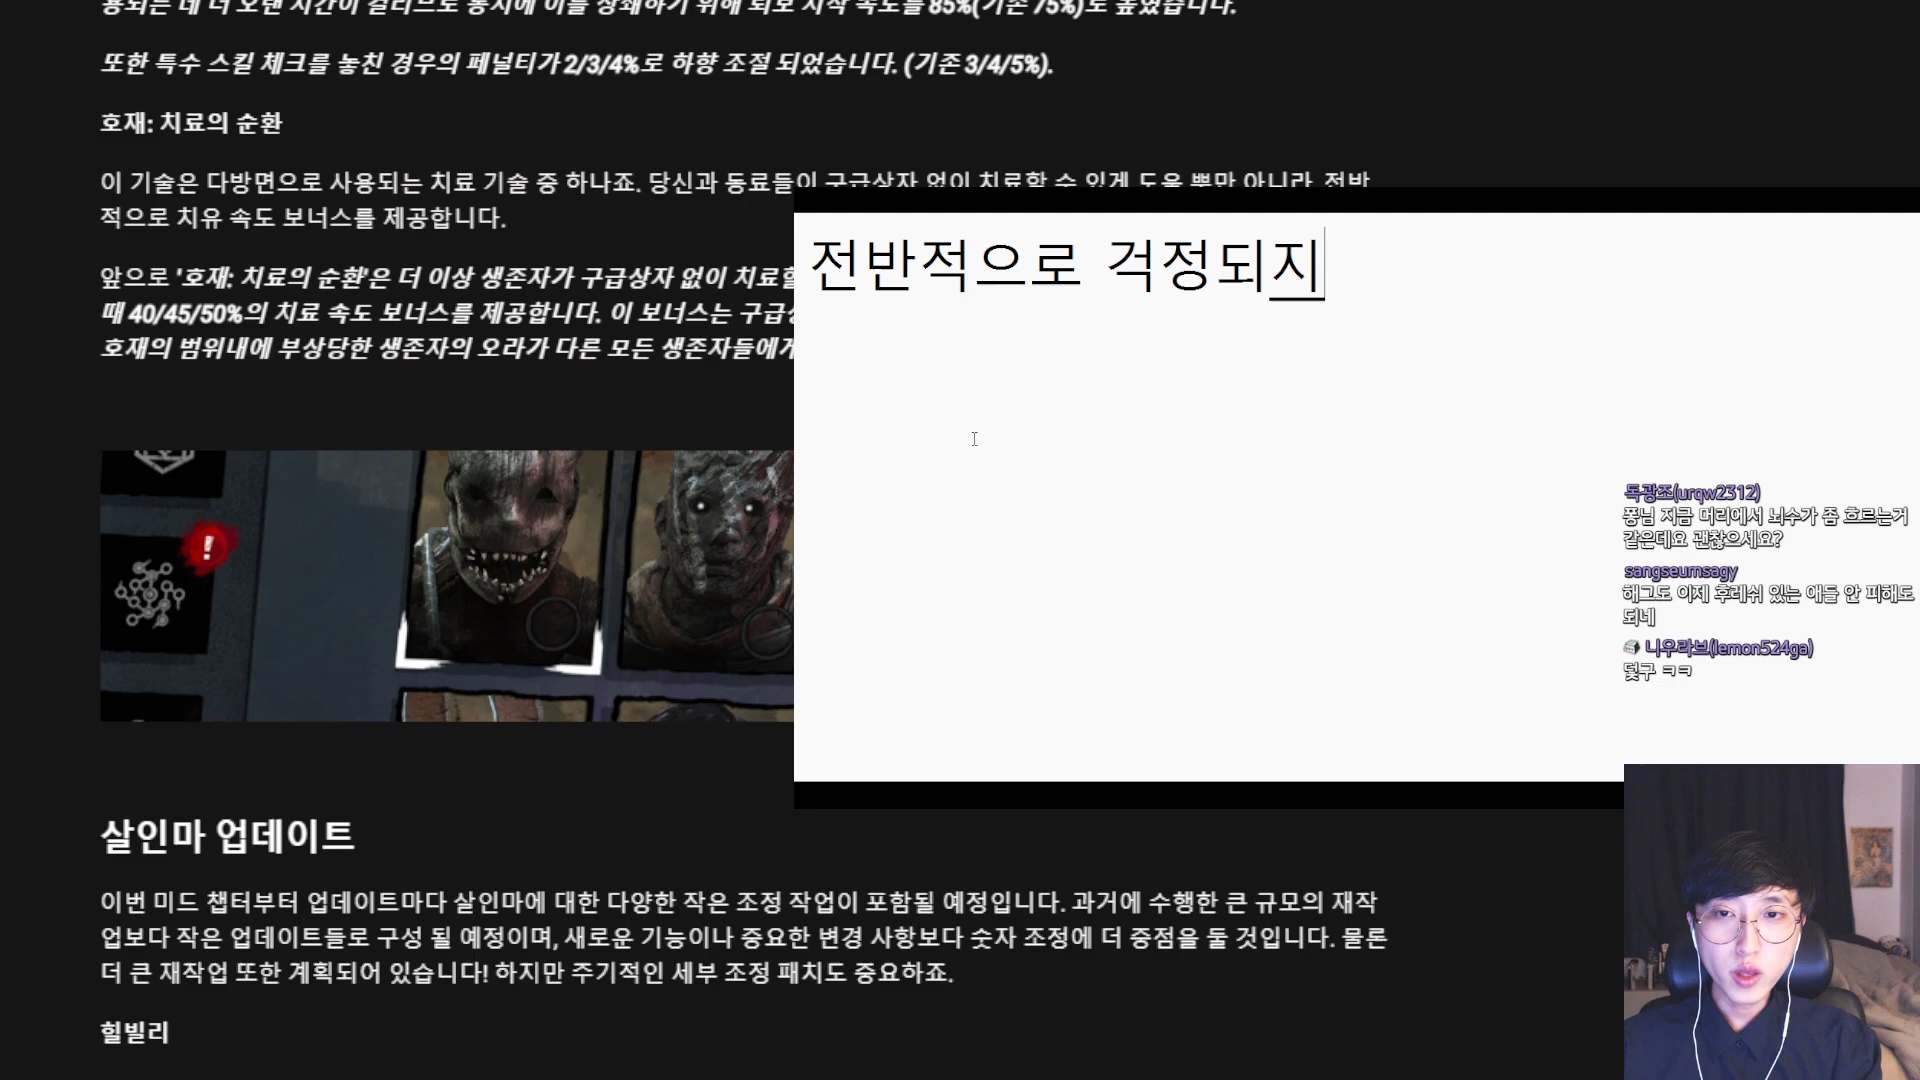 용되는 데 더 오랜 시간이 걸리므로 동시에 이를 상쇄하기 위해 퇴보 시작 속도를 85%(기존 75%)로 높였습니다.
또한 특수 스킬 체크를 놓친 경우의 페널티가 2/3/4%로 하향 조절 되었습니다. (기존 3/4/5%).
호재: 치료의 순환
이 기술은 다방면으로 사용되는 치료 기술 중 하나죠. 당신과 동료들이 구급상자 없이 치료할 수 있게 도울 뿐만 아니라, 전반
적으로 치유 속도 보너스를 제공합니다.
앞으로 '호재: 치료의 순환'은 더 이상 생존자가 구급상자 없이 치료할
때 40/45/50%의 치료 속도 보너스를 제공합니다. 이 보너스는 구급상
호재의 범위내에 부상당한 생존자의 오라가 다른 모든 생존자들에게
전반적으로 걱정되지
독광조(urqw2312)
퐁님 지금 머리에서 뇌수가 좀 흐르는거
같은데요 괜찮으세요?
sangseumsagy
해그도 이제 후레쉬 있는 애들 안 피해도
되네
니우라브(lemon524ga)
덫구 ㅋㅋ
살인마 업데이트
이번 미드 챕터부터 업데이트마다 살인마에 대한 다양한 작은 조정 작업이 포함될 예정입니다. 과거에 수행한 큰 규모의 재작
업보다 작은 업데이트들로 구성 될 예정이며, 새로운 기능이나 중요한 변경 사항보다 숫자 조정에 더 중점을 둘 것입니다. 물론
더 큰 재작업 또한 계획되어 있습니다! 하지만 주기적인 세부 조정 패치도 중요하죠.
힐빌리